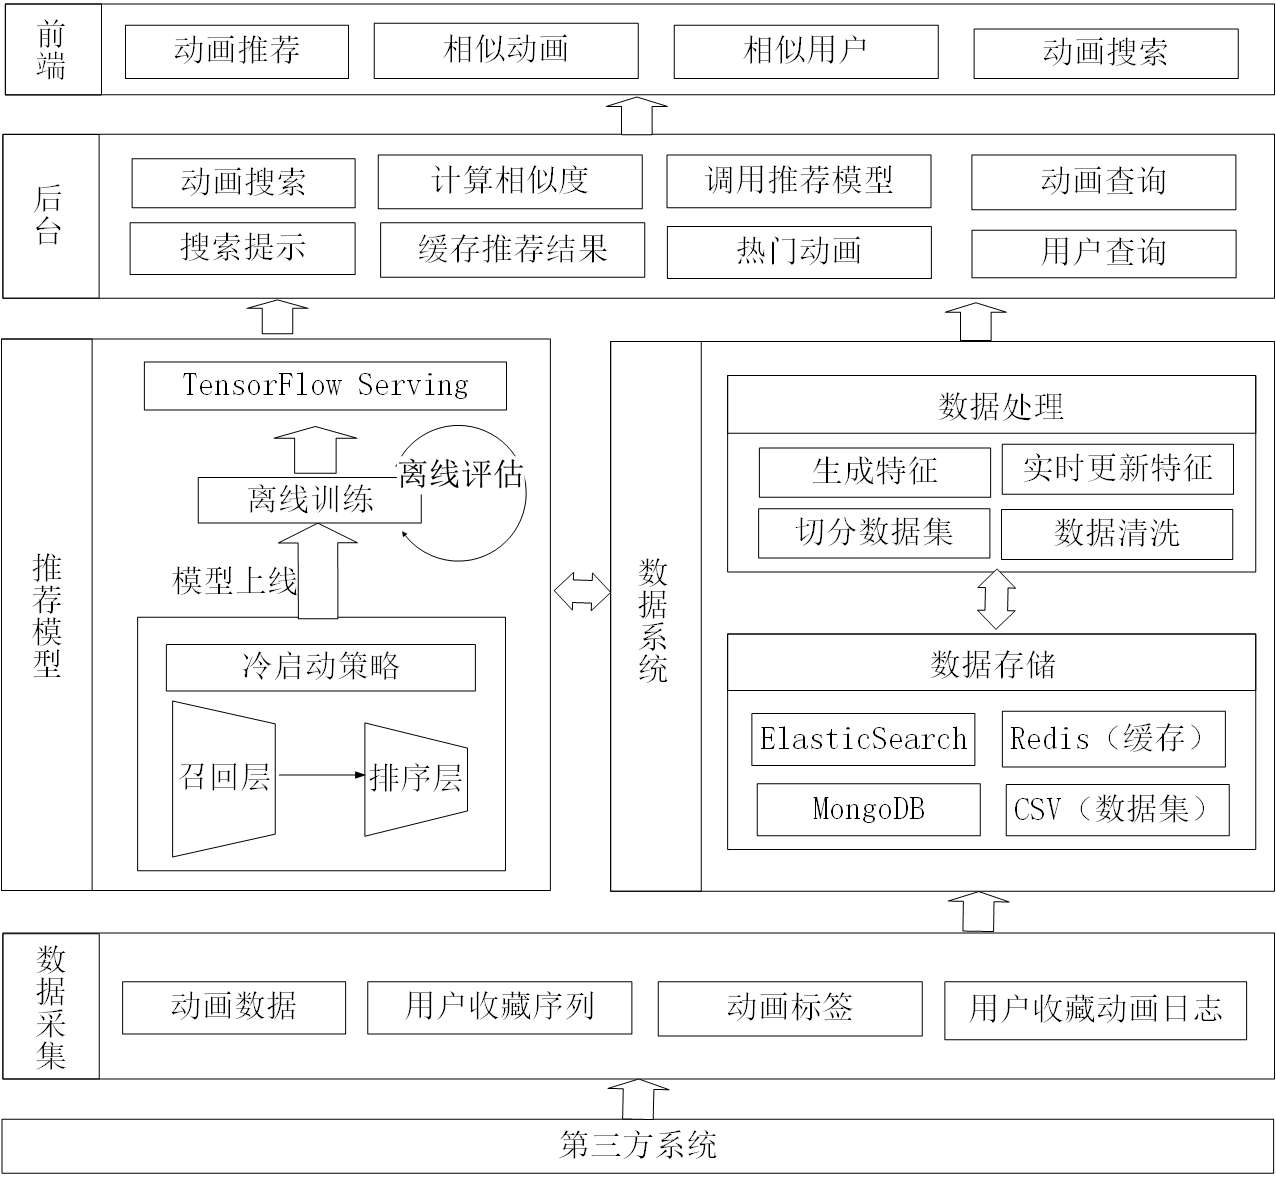 前端
动画推荐
相似动画
相似用户
动画搜索
后台
动画搜索
计算相似度
调用推荐模型
动画查询
搜索提示
缓存推荐结果
热门动画
用户查询
推荐模型
TensorFlow Serving
离线评估
离线训练
模型上线
冷启动策略
召回层
排序层
数据系统
数据处理
生成特征
实时更新特征
切分数据集
数据清洗
数据存储
ElasticSearch
Redis（缓存）
MongoDB
CSV（数据集）
数据采集
动画数据
用户收藏序列
动画标签
用户收藏动画日志
第三方系统